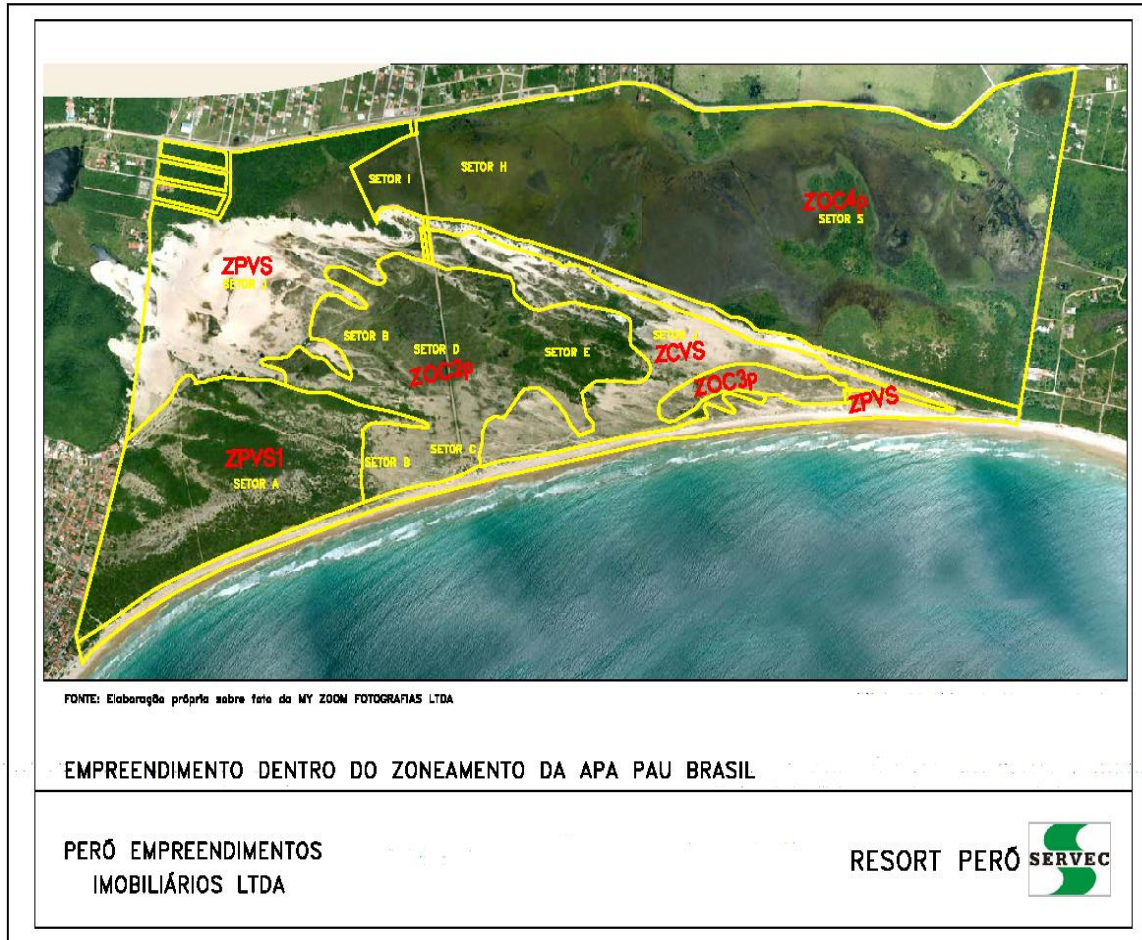 SETOR I
SETOR H
ZOC4p
SETOR S
ZPVS
SETOR J
SETOR B
SETOR D
SETOR E
ZOC2p
SETOR J
ZCVS
ZOC3p
ZPVS
ZPVS1
SETOR A
SETOR B
SETOR C
FONTE: Elaboração própria sobre foto da MY ZOOM FOTOGRAFIAS LTDA
EMPREENDIMENTO DENTRO DO ZONEAMENTO DA APA PAU BRASIL
PERÓ EMPREENDIMENTOS
IMOBILIÁRIOS LTDA
RESORT PERÓ
SERVEC